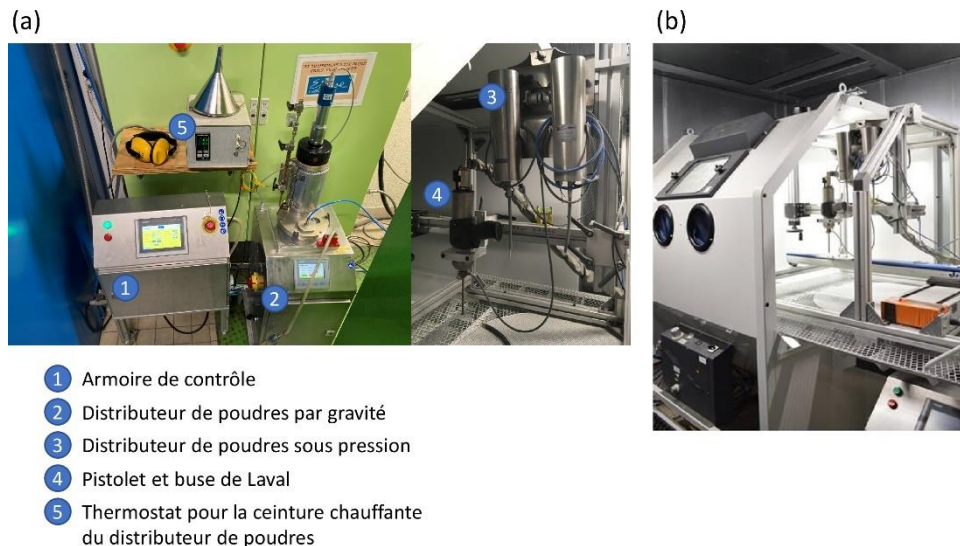 (a)
(b)
5
3
4
1
2
1 Armoire de contrôle
2 Distributeur de poudres par gravité
3 Distributeur de poudres sous pression
4 Pistolet et buse de Laval
5 Thermostat pour la ceinture chauffante
du distributeur de poudres